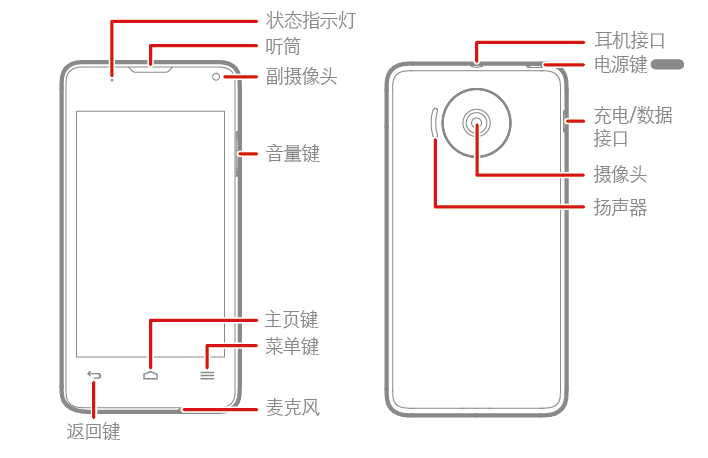 状态指示灯
听筒
副摄像头
音量键
主页键
菜单键
麦克风
返回键
耳机接口
电源键
充电/数据
接口
摄像头
扬声器